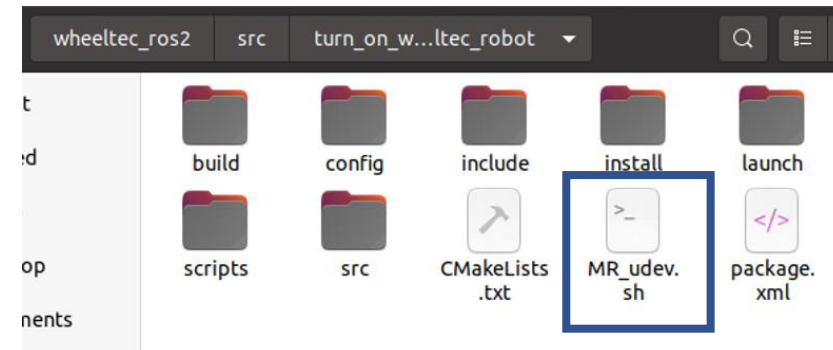 wheeltec_ros2 src turn_on_w...ltec_robot
t
ed
build config include install launch
>_ </>
op
scripts src CMakeLists MR_udev. package.
.txt sh xml
ments